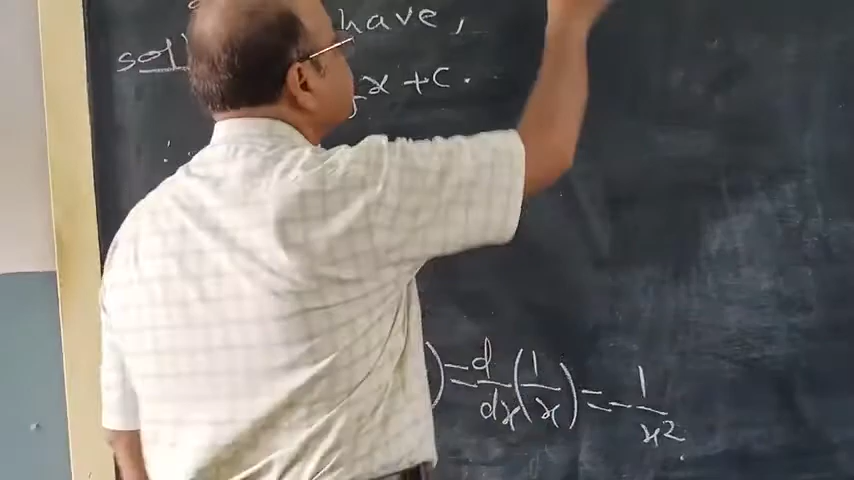 have,
sol
x + c.
) = d/dx (1/x) = - 1/x².